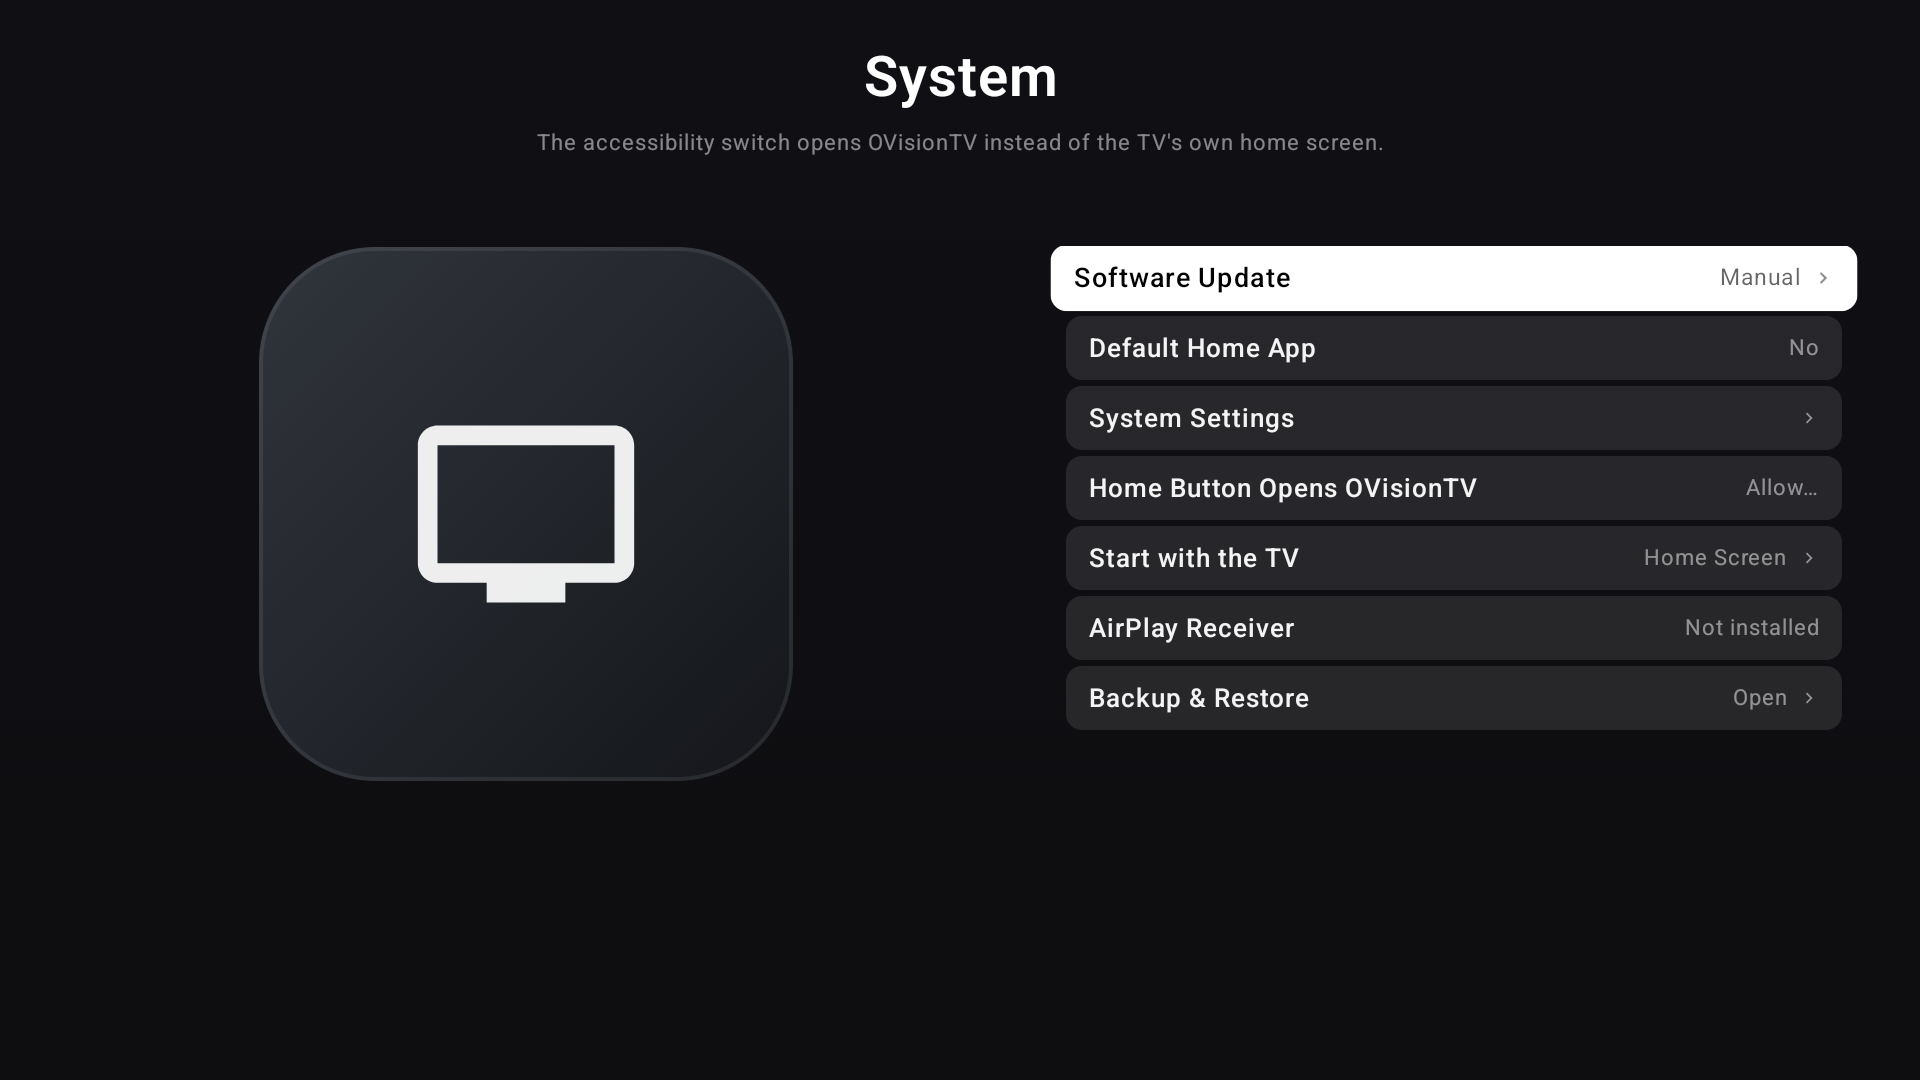 System
The accessibility switch opens OVisionTV instead of the TV's own home screen.
Software Update Manual
Default Home App No
System Settings
Home Button Opens OVisionTV Allow…
Start with the TV Home Screen
AirPlay Receiver Not installed
Backup & Restore Open